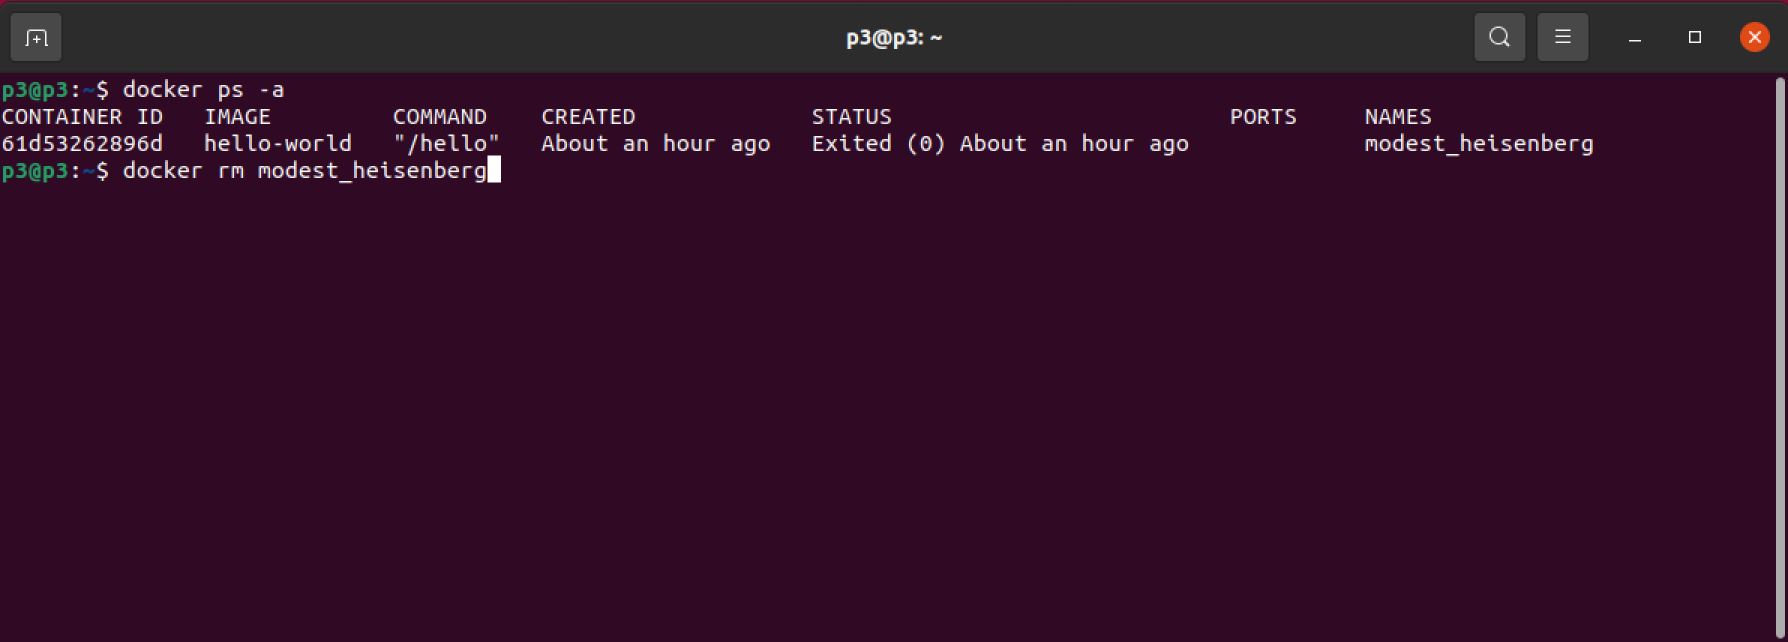 p3@p3: ~
p3@p3:~$ docker ps -a
CONTAINER ID   IMAGE         COMMAND    CREATED             STATUS                         PORTS     NAMES
61d53262896d   hello-world   "/hello"   About an hour ago   Exited (0) About an hour ago             modest_heisenberg
p3@p3:~$ docker rm modest_heisenberg